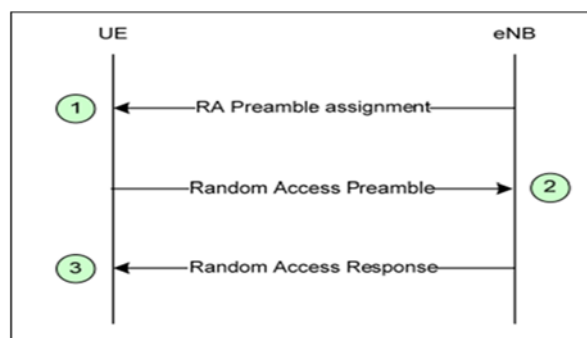 UE eNB
1 RA Preamble assignment
Random Access Preamble 2
3 Random Access Response